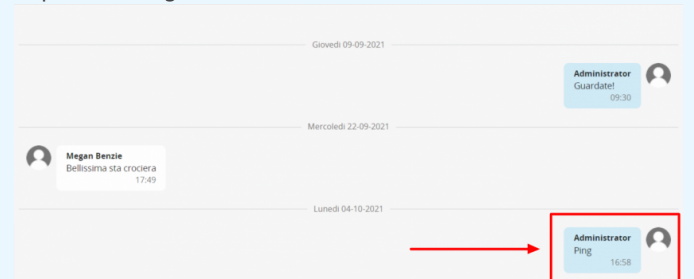 Giovedì 09-09-2021
Administrator
Guardate!
09:30
Mercoledì 22-09-2021
Megan Benzie
Bellissima sta crociera
17:49
Lunedì 04-10-2021
Administrator
Ping
16:58